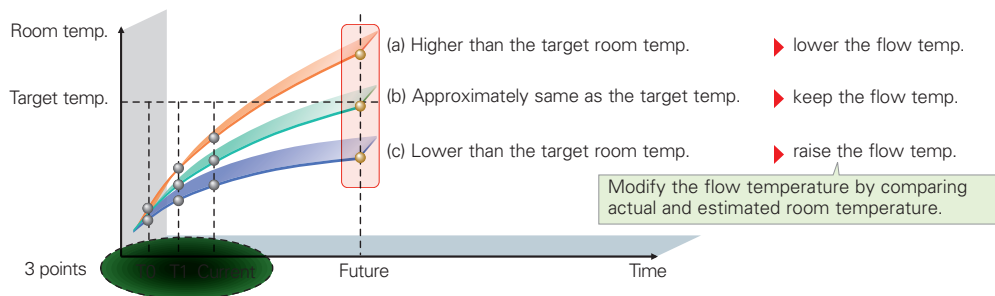 Room temp.
(a) Higher than the target room temp.
lower the flow temp.
Target temp.
(b) Approximately same as the target temp.
keep the flow temp.
(c) Lower than the target room temp.
raise the flow temp.
Modify the flow temperature by comparing
actual and estimated room temperature.
3 points
T1
Current
Future
Time